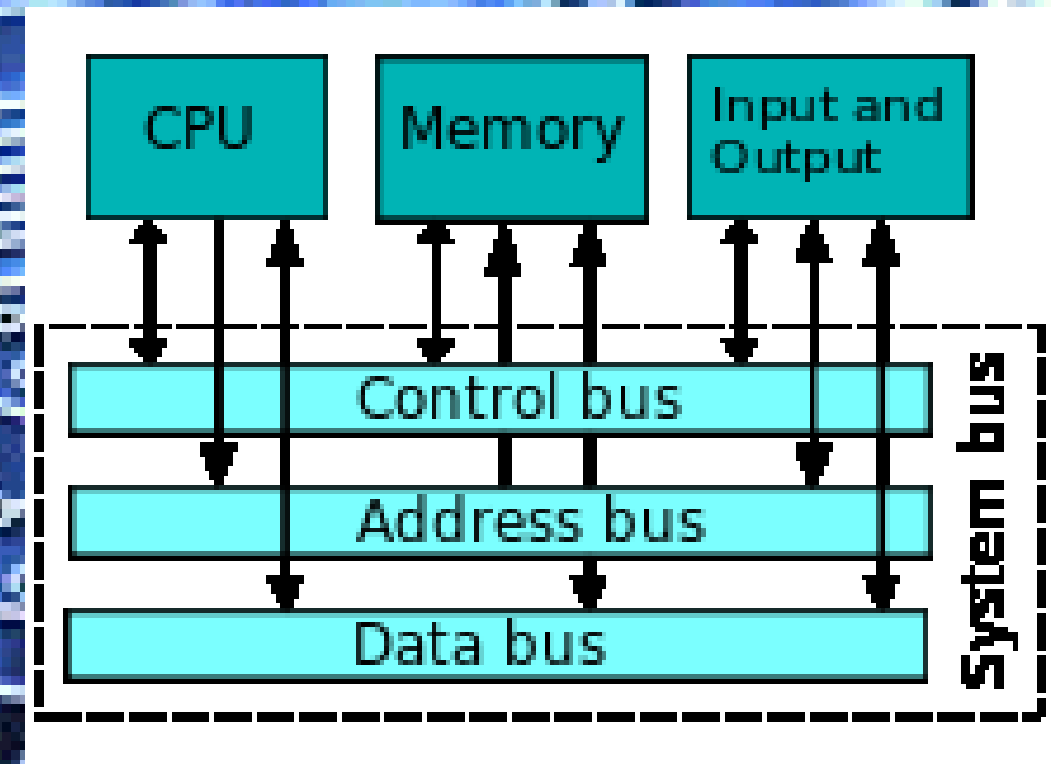 CPU
Memory
Input and
Output
Control bus
Address bus
Data bus
System bus